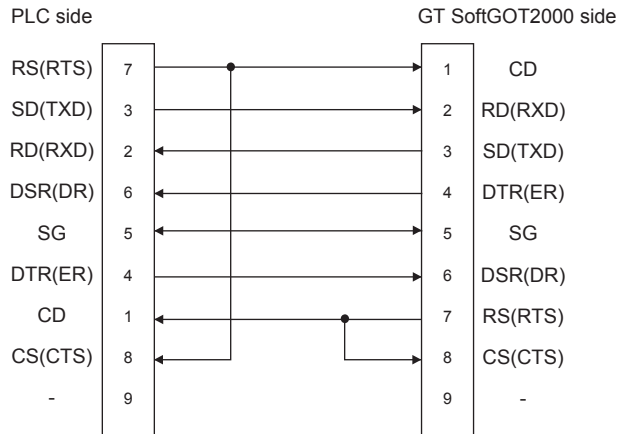 PLC side GT SoftGOT2000 side
RS(RTS) 7 1 CD
SD(TXD) 3 2 RD(RXD)
RD(RXD) 2 3 SD(TXD)
DSR(DR) 6 4 DTR(ER)
SG 5 5 SG
DTR(ER) 4 6 DSR(DR)
CD 1 7 RS(RTS)
CS(CTS) 8 8 CS(CTS)
- 9 9 -